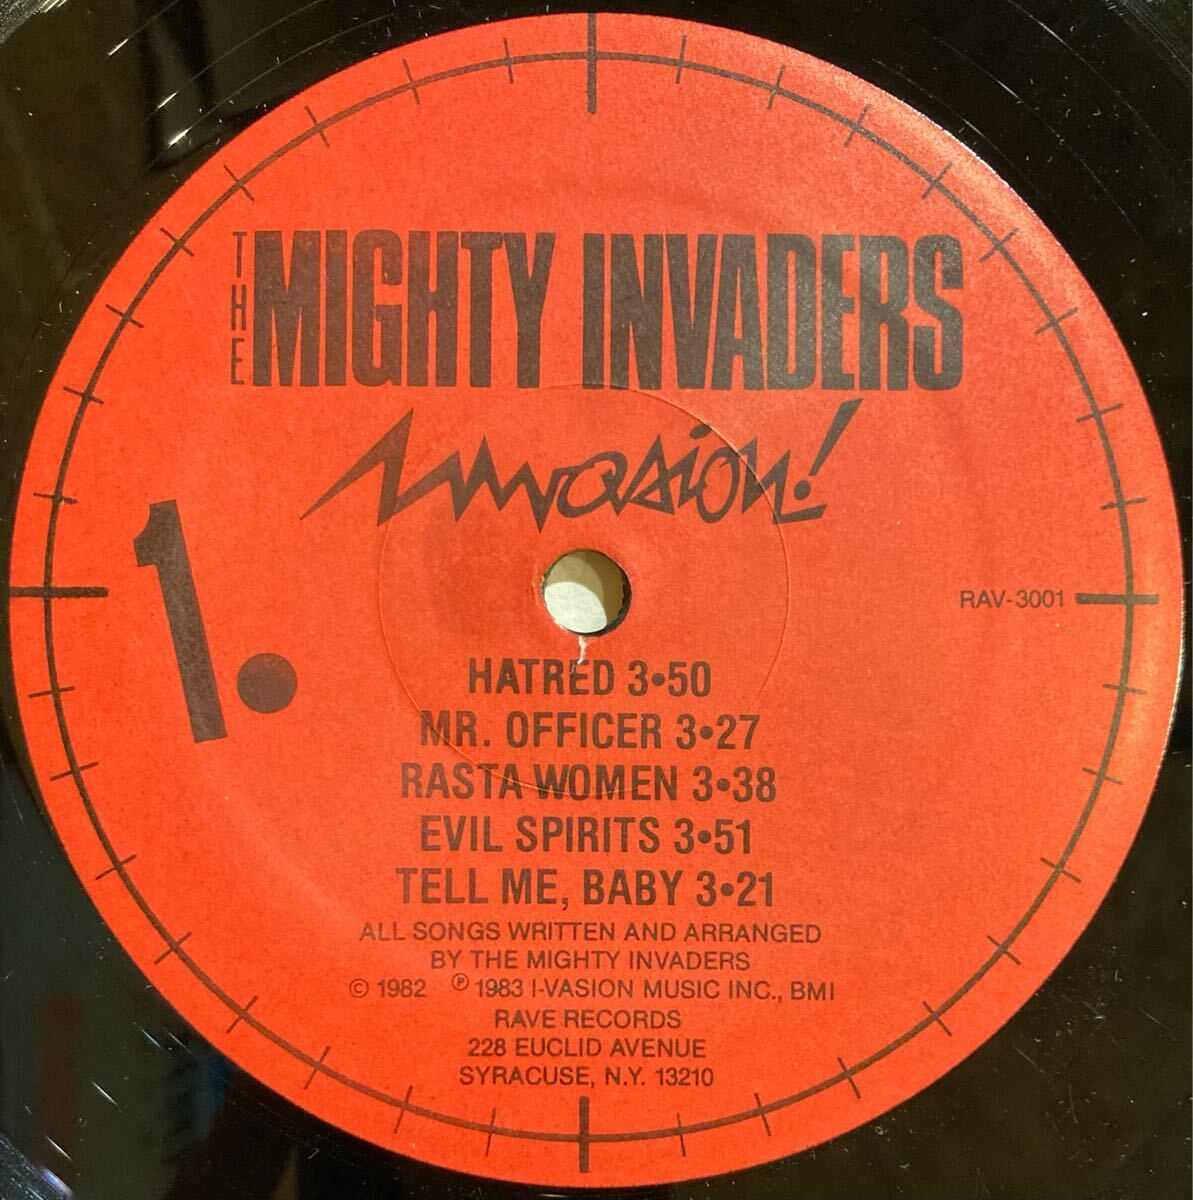 THE MIGHTY INVADERS
Invasion!
1.
RAV-3001
HATRED 3•50
MR. OFFICER 3•27
RASTA WOMEN 3•38
EVIL SPIRITS 3•51
TELL ME, BABY 3•21
ALL SONGS WRITTEN AND ARRANGED
BY THE MIGHTY INVADERS
© 1982 ℗ 1983 I-VASION MUSIC INC., BMI
RAVE RECORDS
228 EUCLID AVENUE
SYRACUSE, N.Y. 13210